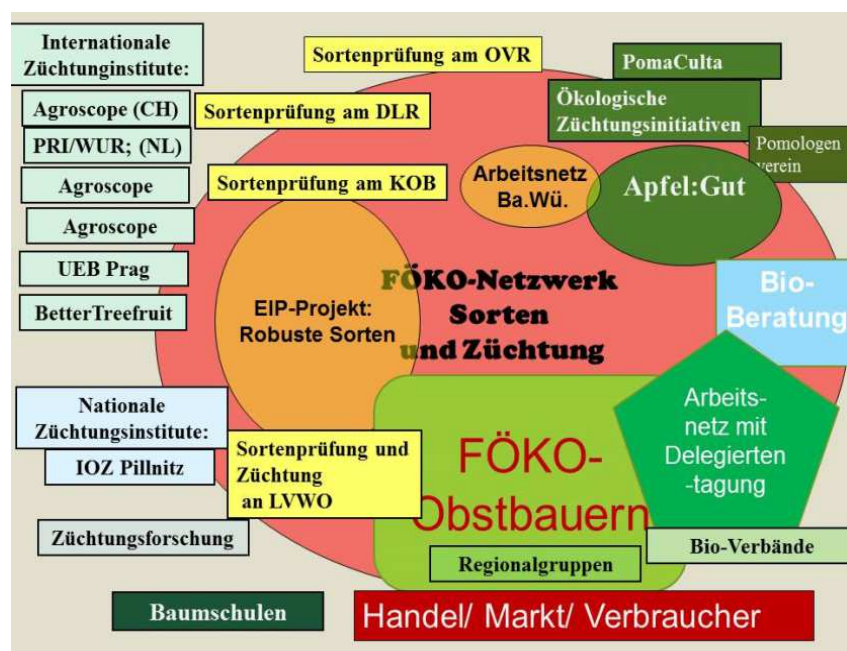 Internationale
Züchtunginstitute:
Agroscope (CH)
PRI/WUR; (NL)
Agroscope
Agroscope
UEB Prag
BetterTreefruit
Nationale
Züchtungsinstitute:
IOZ Pillnitz
Züchtungsforschung
Sortenprüfung am OVR
Sortenprüfung am DLR
Sortenprüfung am KOB
EIP-Projekt:
Robuste Sorten
Sortenprüfung und
Züchtung
an LVWO
Arbeitsnetz
Ba.Wü.
PomaCulta
Ökologische
Züchtungsinitiativen
Pomologen
verein
Apfel:Gut
FÖKO-Netzwerk
Sorten
und Züchtung
Bio-
Beratung
Arbeits-
netz mit
Delegierten
-tagung
Bio-Verbände
FÖKO-
Obstbauern
Regionalgruppen
Baumschulen
Handel/ Markt/ Verbraucher